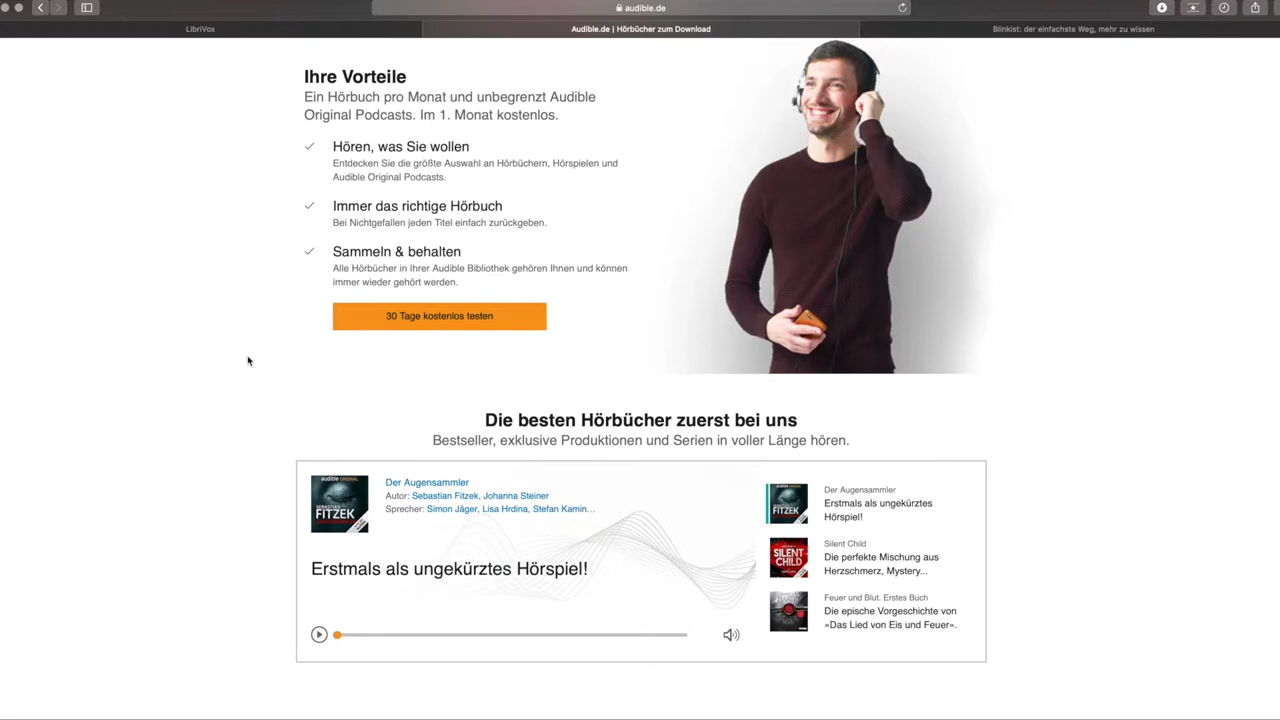 audible.de
LibriVox
Audible.de | Hörbücher zum Download
Blinkist: der einfachste Weg, mehr zu wissen
Ihre Vorteile
Ein Hörbuch pro Monat und unbegrenzt Audible
Original Podcasts. Im 1. Monat kostenlos.
Hören, was Sie wollen
Entdecken Sie die größte Auswahl an Hörbüchern, Hörspielen und
Audible Original Podcasts.
Immer das richtige Hörbuch
Bei Nichtgefallen jeden Titel einfach zurückgeben.
Sammeln & behalten
Alle Hörbücher in Ihrer Audible Bibliothek gehören Ihnen und können
immer wieder gehört werden.
30 Tage kostenlos testen
Die besten Hörbücher zuerst bei uns
Bestseller, exklusive Produktionen und Serien in voller Länge hören.
audible ORIGINAL
SEBASTIAN
FITZEK
Der Augensammler
Autor: Sebastian Fitzek, Johanna Steiner
Sprecher: Simon Jäger, Lisa Hrdina, Stefan Kamin...
Erstmals als ungekürztes Hörspiel!
FITZEK
Der Augensammler
Erstmals als ungekürztes
Hörspiel!
SILENT
CHILD
Silent Child
Die perfekte Mischung aus
Herzschmerz, Mystery...
Feuer und Blut. Erstes Buch
Die epische Vorgeschichte von
»Das Lied von Eis und Feuer«.